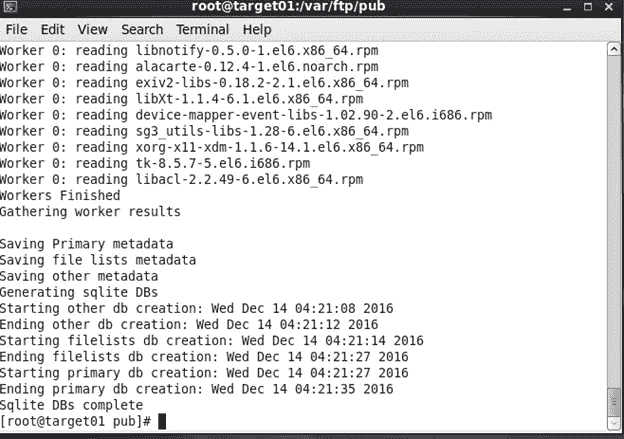 root@target01:/var/ftp/pub
File Edit View Search Terminal Help
Worker 0: reading libnotify-0.5.0-1.el6.x86_64.rpm
Worker 0: reading alacarte-0.12.4-1.el6.noarch.rpm
Worker 0: reading exiv2-libs-0.18.2-2.1.el6.x86_64.rpm
Worker 0: reading libXt-1.1.4-6.1.el6.x86_64.rpm
Worker 0: reading device-mapper-event-libs-1.02.90-2.el6.i686.rpm
Worker 0: reading sg3_utils-libs-1.28-6.el6.x86_64.rpm
Worker 0: reading xorg-x11-xdm-1.1.6-14.1.el6.x86_64.rpm
Worker 0: reading tk-8.5.7-5.el6.i686.rpm
Worker 0: reading libacl-2.2.49-6.el6.x86_64.rpm
Workers Finished
Gathering worker results
Saving Primary metadata
Saving file lists metadata
Saving other metadata
Generating sqlite DBs
Starting other db creation: Wed Dec 14 04:21:08 2016
Ending other db creation: Wed Dec 14 04:21:12 2016
Starting filelists db creation: Wed Dec 14 04:21:14 2016
Ending filelists db creation: Wed Dec 14 04:21:27 2016
Starting primary db creation: Wed Dec 14 04:21:27 2016
Ending primary db creation: Wed Dec 14 04:21:35 2016
Sqlite DBs complete
[root@target01 pub]#